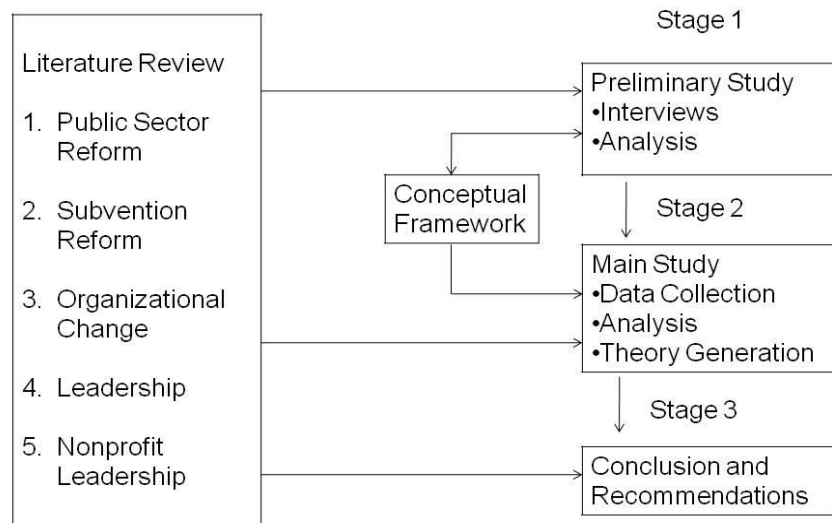 Literature Review
1. Public Sector
Reform
2. Subvention
Reform
3. Organizational
Change
4. Leadership
5. Nonprofit
Leadership
Conceptual
Framework
Stage 1
Preliminary Study
•Interviews
•Analysis
Stage 2
Main Study
•Data Collection
•Analysis
•Theory Generation
Stage 3
Conclusion and
Recommendations